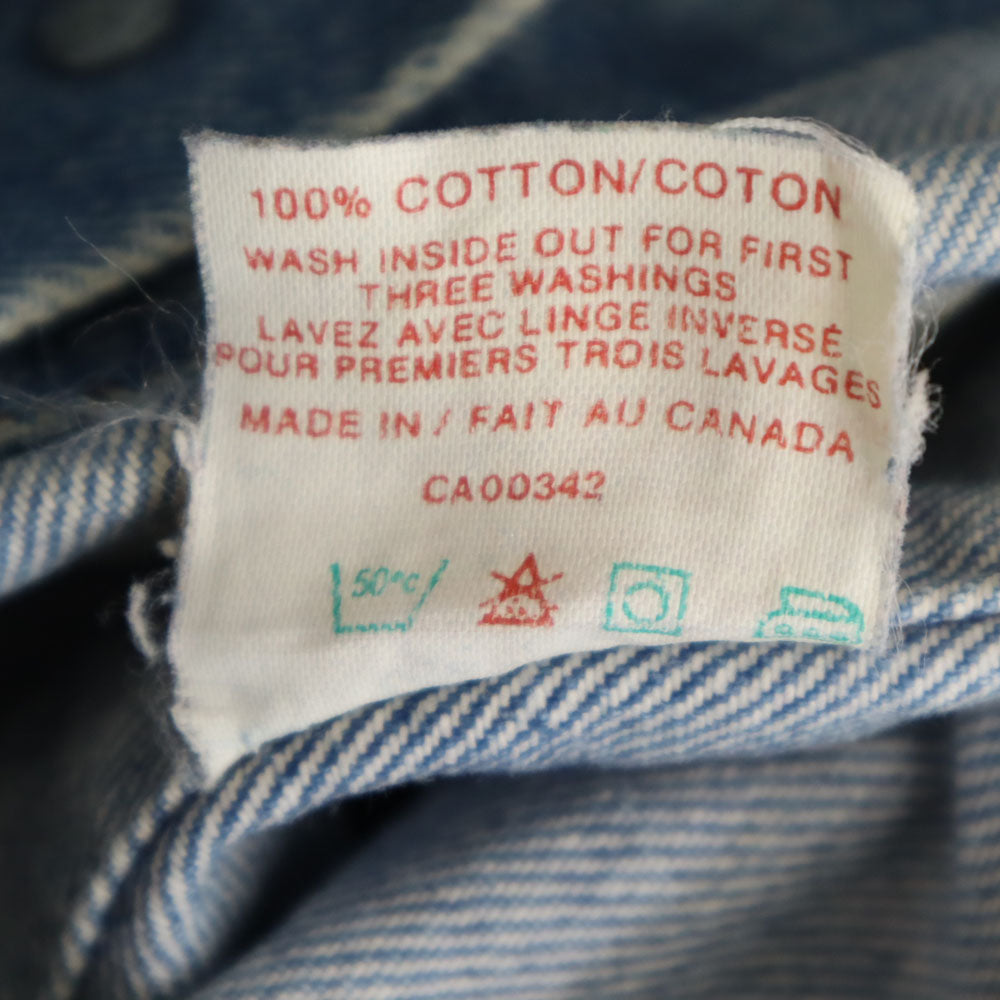 100% COTTON/COTON
WASH INSIDE OUT FOR FIRST
THREE WASHINGS
LAVEZ AVEC LINGE INVERSÉ
POUR PREMIERS TROIS LAVAGES
MADE IN / FAIT AU CANADA
CA00342
50°C